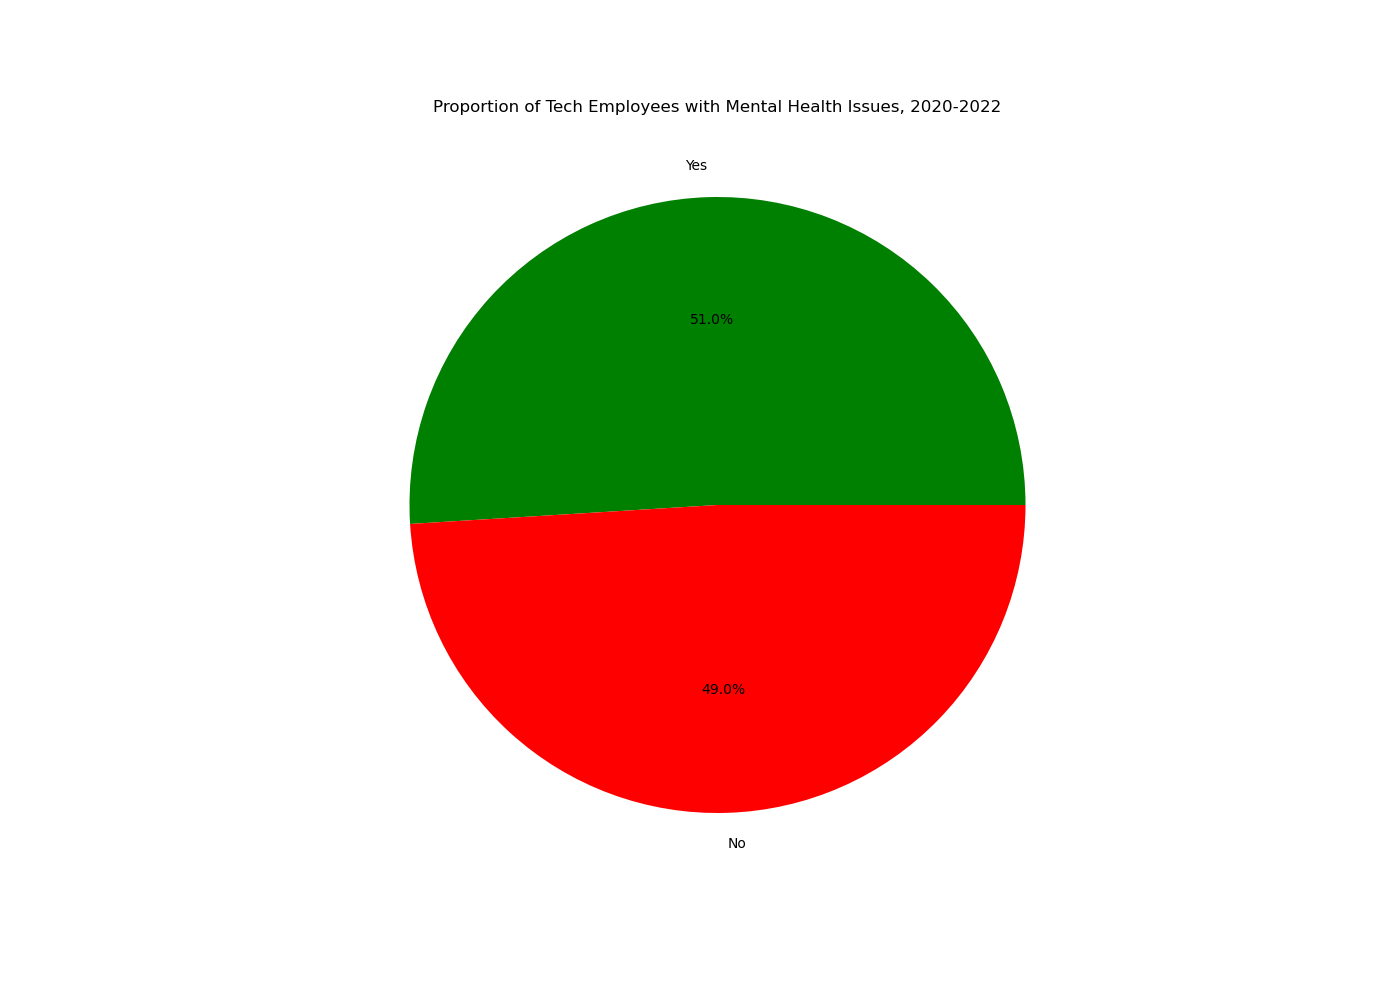 Proportion of Tech Employees with Mental Health Issues, 2020-2022
Yes
51.0%
49.0%
No